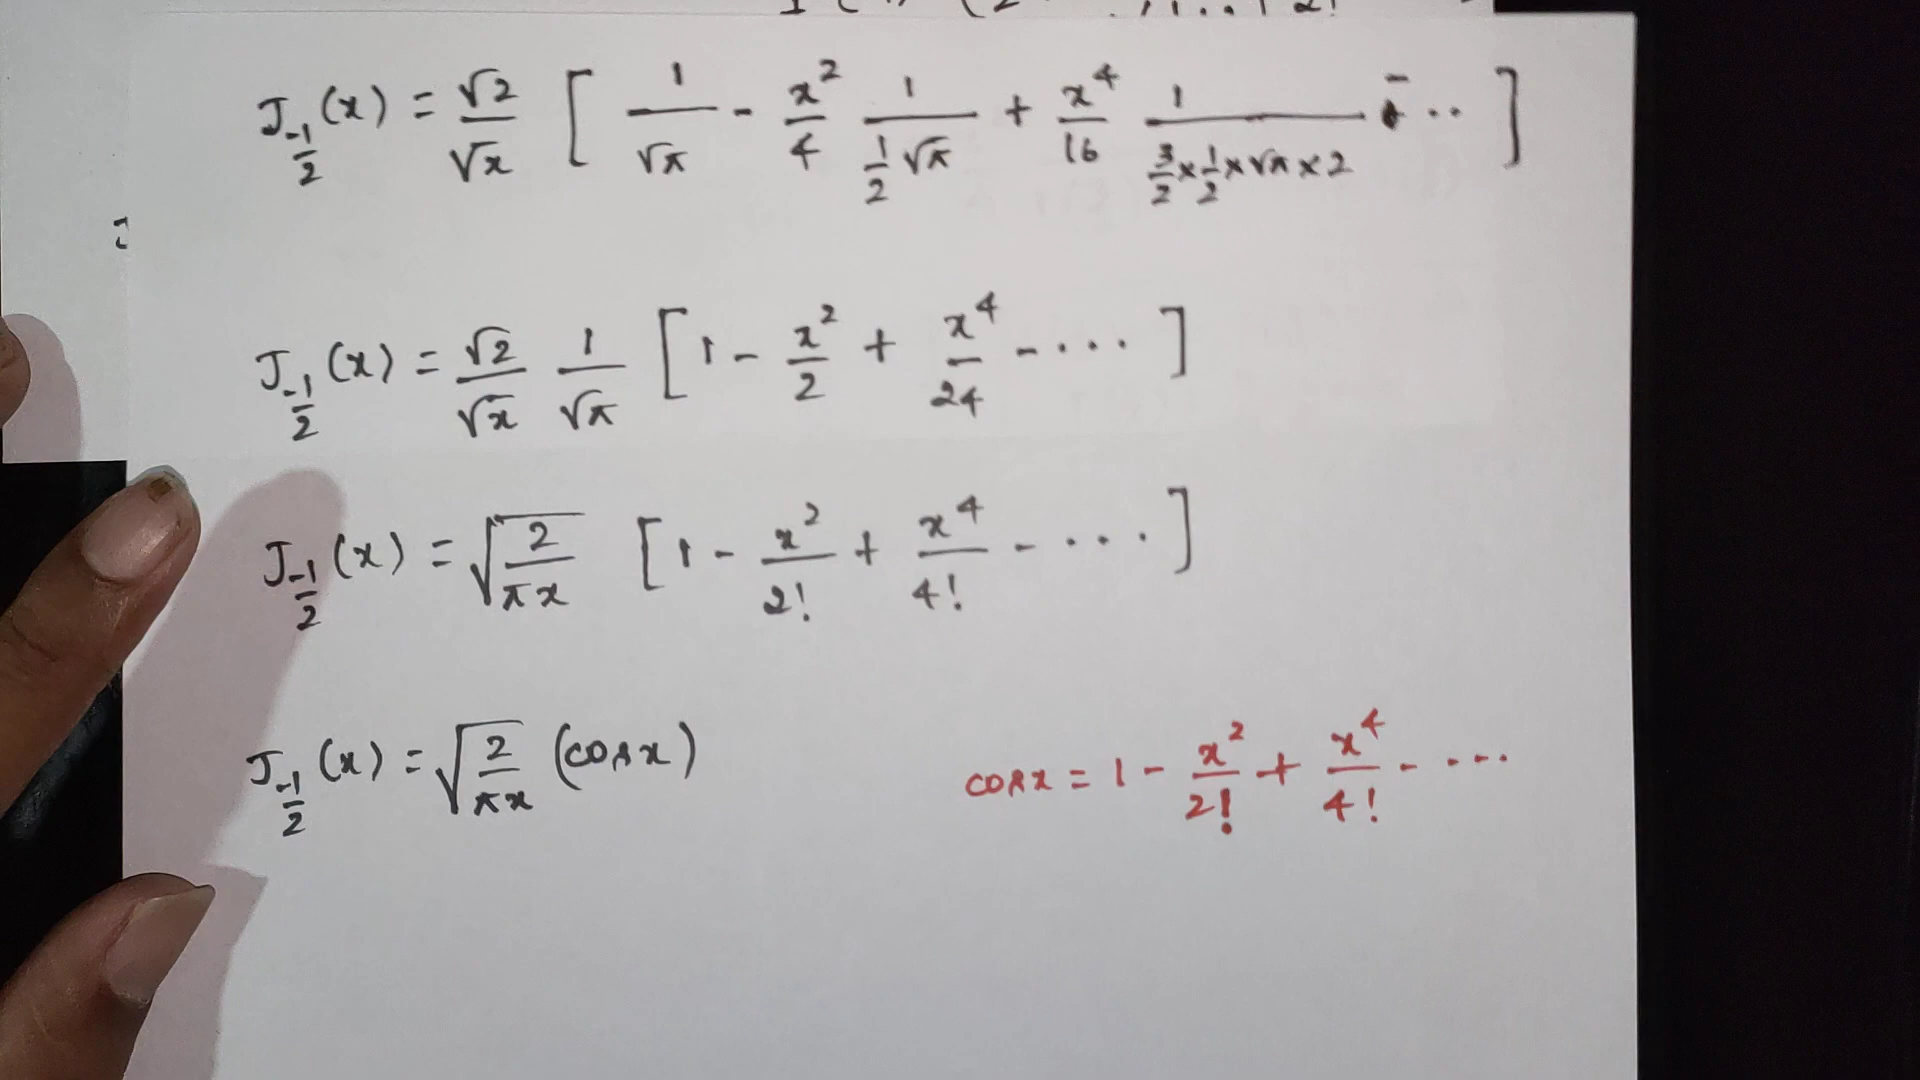 J_{-1/2}(x) = √2/√x [ 1/√π - x²/4 1/(1/2 √π) + x⁴/16 1/(3/2 × 1/2 × √π × 2) - ·· ]
J_{-1/2}(x) = √2/√x 1/√π [ 1 - x²/2 + x⁴/24 - ···· ]
J_{-1/2}(x) = √(2/πx) [ 1 - x²/2! + x⁴/4! - ···· ]
J_{-1/2}(x) = √(2/πx) (cos x)
cos x = 1 - x²/2! + x⁴/4! - ····